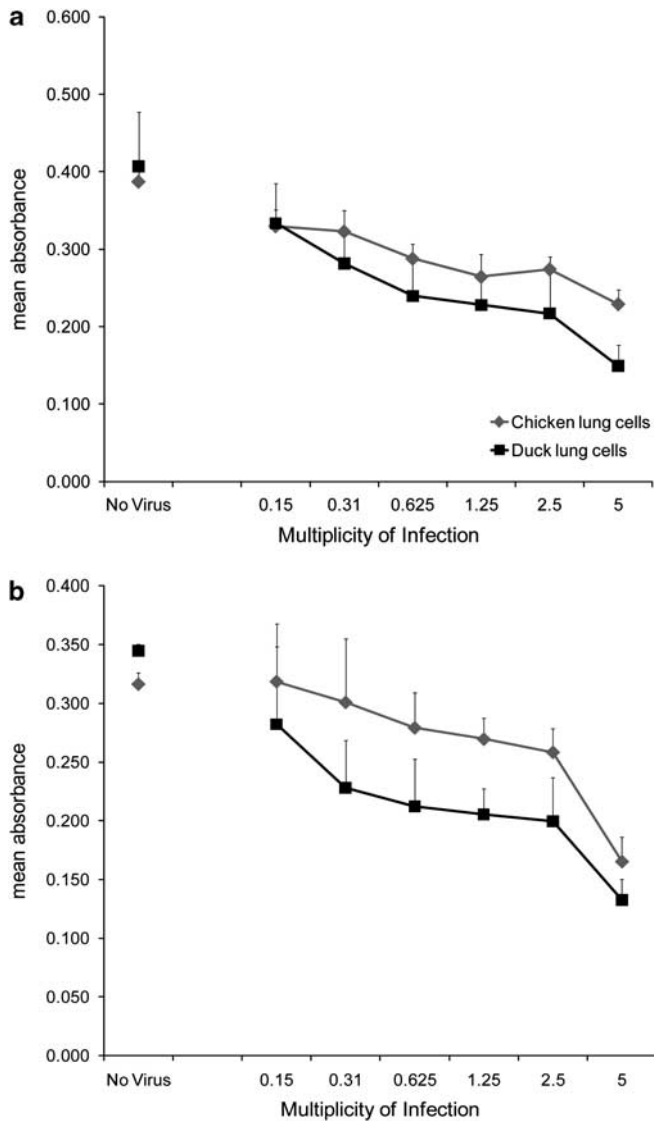 a
0.600
0.500
0.400
0.300
0.200
0.100
0.000
mean absorbance
Chicken lung cells
Duck lung cells
No Virus 0.15 0.31 0.625 1.25 2.5 5
Multiplicity of Infection
b
0.400
0.350
0.300
0.250
0.200
0.150
0.100
0.050
0.000
mean absorbance
No Virus 0.15 0.31 0.625 1.25 2.5 5
Multiplicity of Infection